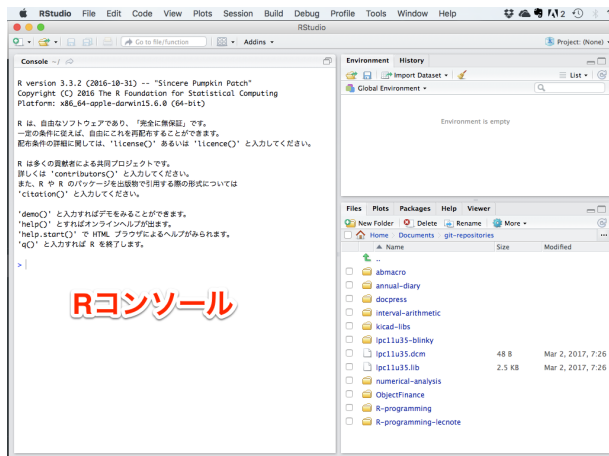 RStudio File Edit Code View Plots Session Build Debug Profile Tools Window Help
RStudio
Go to file/function Addins Project: (None)
Console ~/
R version 3.3.2 (2016-10-31) -- "Sincere Pumpkin Patch"
Copyright (C) 2016 The R Foundation for Statistical Computing
Platform: x86_64-apple-darwin15.6.0 (64-bit)
R は、自由なソフトウェアであり、「完全に無保証」です。
一定の条件に従えば、自由にこれを再配布することができます。
配布条件の詳細に関しては、'license()' あるいは 'licence()' と入力してください。
R は多くの貢献者による共同プロジェクトです。
詳しくは 'contributors()' と入力してください。
また、R や R のパッケージを出版物で引用する際の形式については
'citation()' と入力してください。
'demo()' と入力すればデモをみることができます。
'help()' とすればオンラインヘルプが出ます。
'help.start()' で HTML ブラウザによるヘルプがみられます。
'q()' と入力すれば R を終了します。
>
Rコンソール
Environment History
Import Dataset List
Global Environment
Environment is empty
Files Plots Packages Help Viewer
New Folder Delete Rename More
Home Documents git-repositories
Name Size Modified
..
abmacro
annual-diary
docpress
interval-arithmetic
kicad-libs
lpc11u35-blinky
lpc11u35.dcm 48 B Mar 2, 2017, 7:26
lpc11u35.lib 2.5 KB Mar 2, 2017, 7:26
numerical-analysis
ObjectFinance
R-programming
R-programming-lecnote